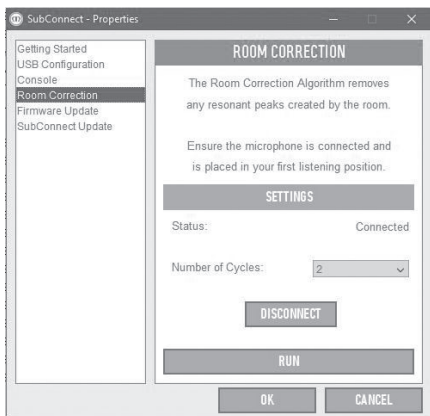 SubConnect - Properties
Getting Started
USB Configuration
Console
Room Correction
Firmware Update
SubConnect Update
ROOM CORRECTION
The Room Correction Algorithm removes
any resonant peaks created by the room.
Ensure the microphone is connected and
is placed in your first listening position.
SETTINGS
Status: Connected
Number of Cycles: 2
DISCONNECT
RUN
OK CANCEL